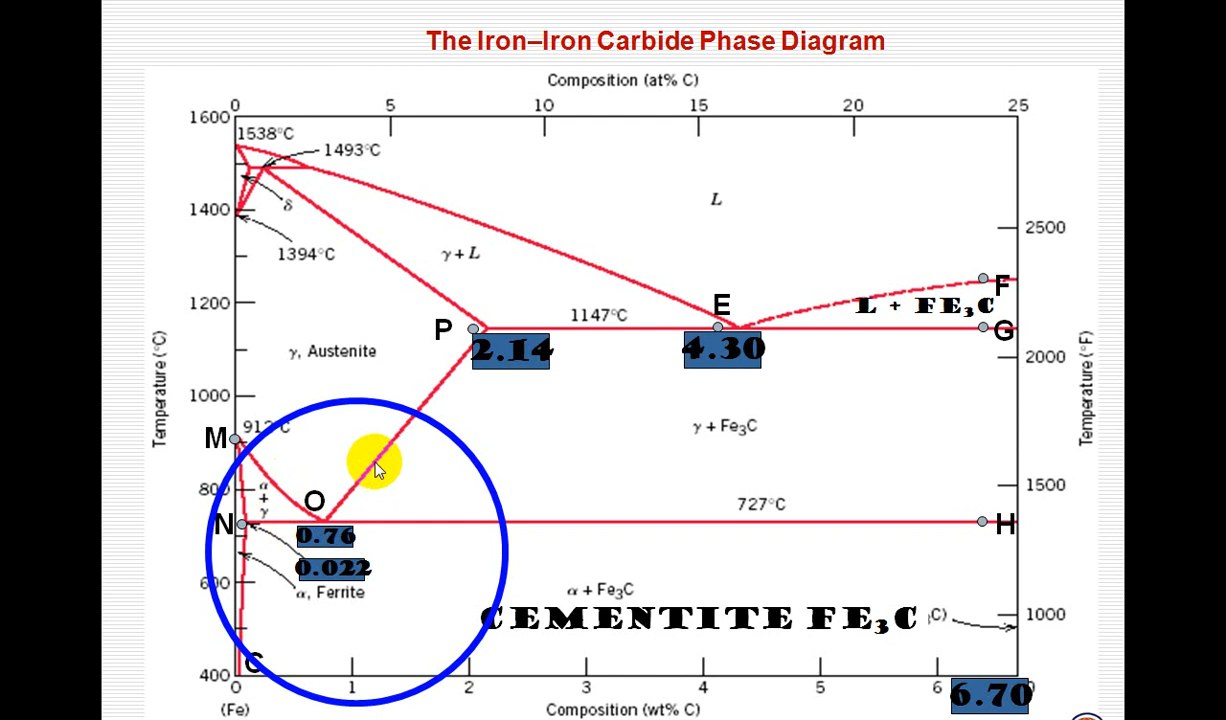 The Iron–Iron Carbide Phase Diagram
Composition (at% C)
0 5 10 15 20 25
1600
1538°C
1493°C
δ
L
1400
2500
1394°C
γ + L
F
E
L + FE₃C
1200
1147°C
P
G
2.14
4.30
γ, Austenite
2000
Temperature (°C)
Temperature (°F)
1000
γ + Fe₃C
M
912°C
800
α
+
γ
O
1500
727°C
N
H
0.76
0.022
600
α, Ferrite
α + Fe₃C
CEMENTITE FE₃C
C)
1000
C
400
0 1 2 3 4 5 6
6.70
(Fe)
Composition (wt% C)